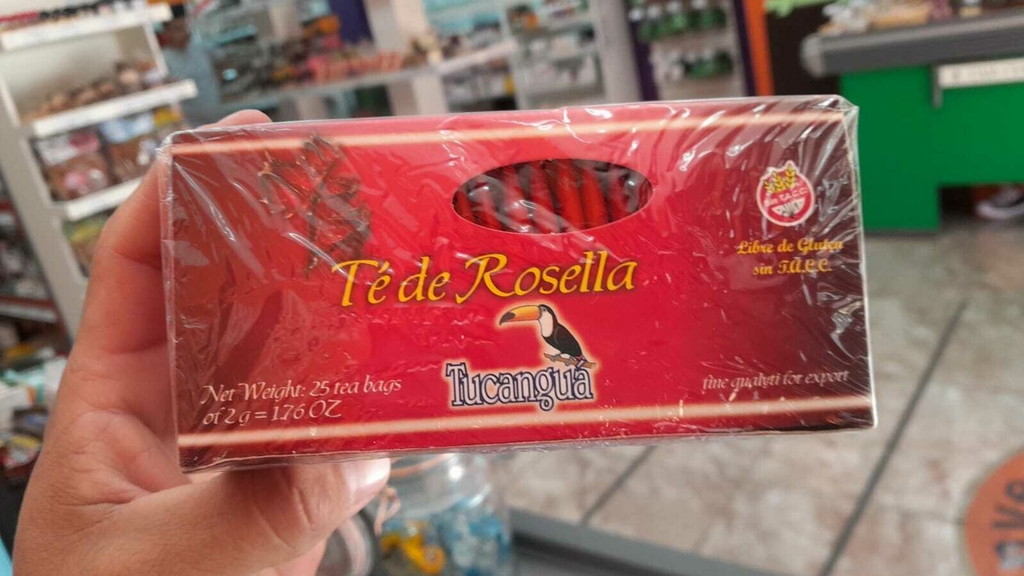 Té de Rosella
Tucanguá
Libre de Gluten
sin T.A.C.C.
Net Weight: 25 tea bags
of 2 g = 1.76 OZ
fine qualyti for export